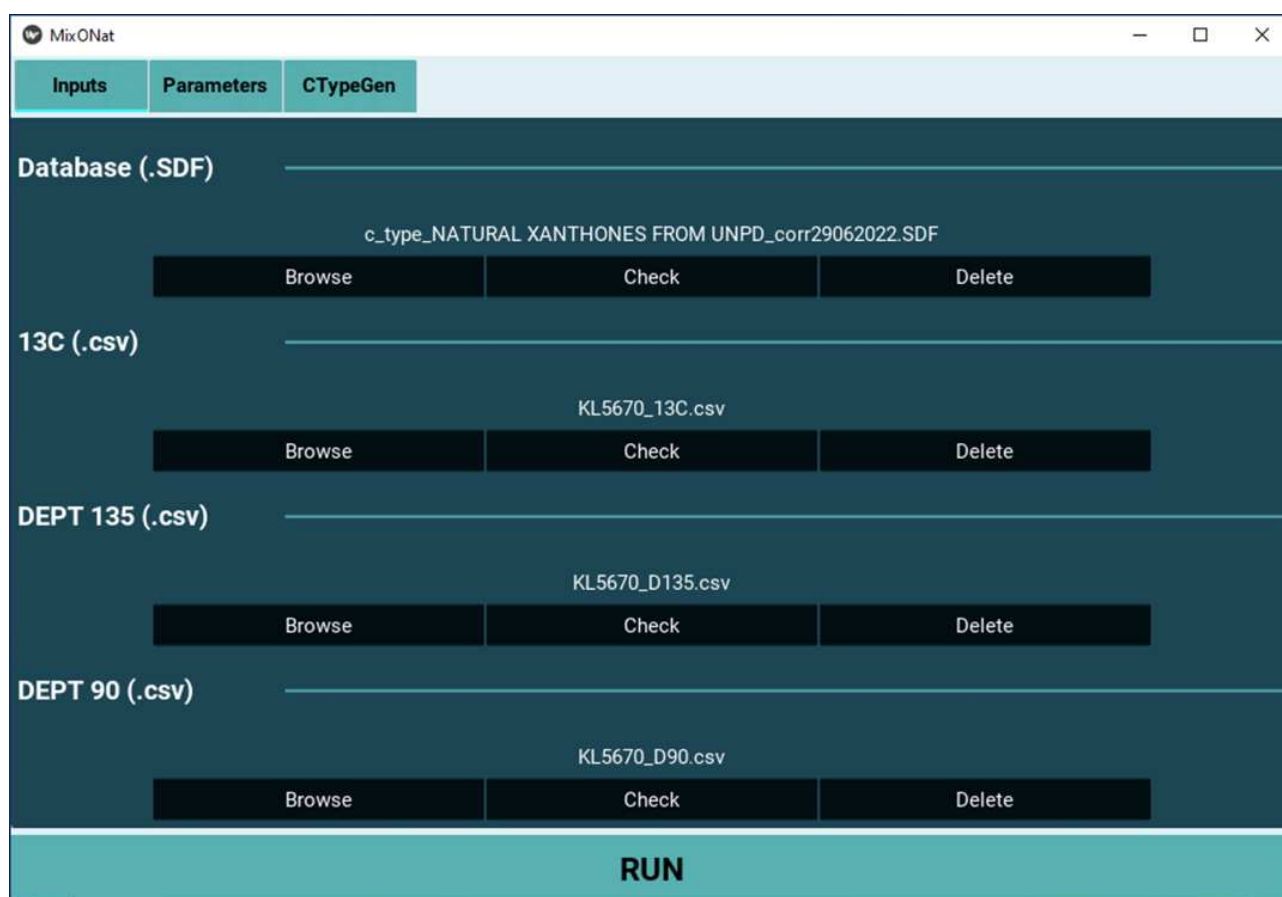 MixONat
Inputs Parameters CTypeGen
Database (.SDF)
c_type_NATURAL XANTHONES FROM UNPD_corr29062022.SDF
Browse Check Delete
13C (.csv)
KL5670_13C.csv
Browse Check Delete
DEPT 135 (.csv)
KL5670_D135.csv
Browse Check Delete
DEPT 90 (.csv)
KL5670_D90.csv
Browse Check Delete
RUN